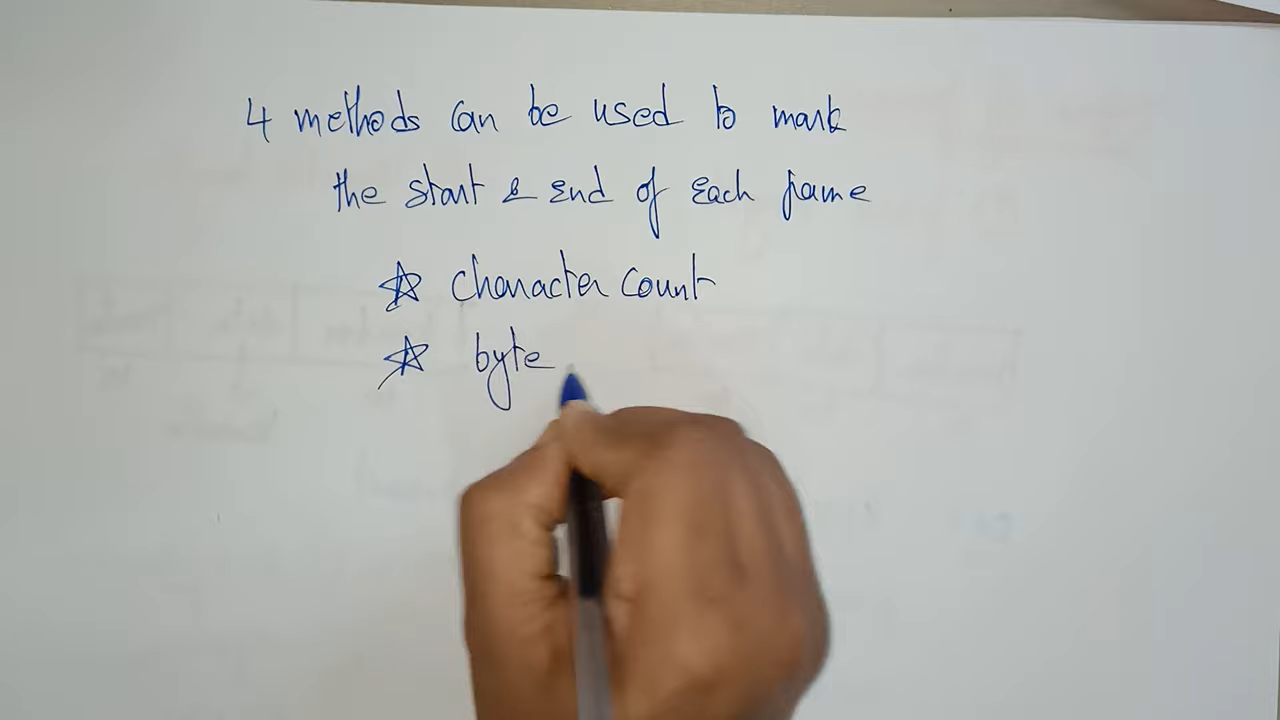 4 methods can be used to mark
the start & end of each frame
☆ character count
☆ byte